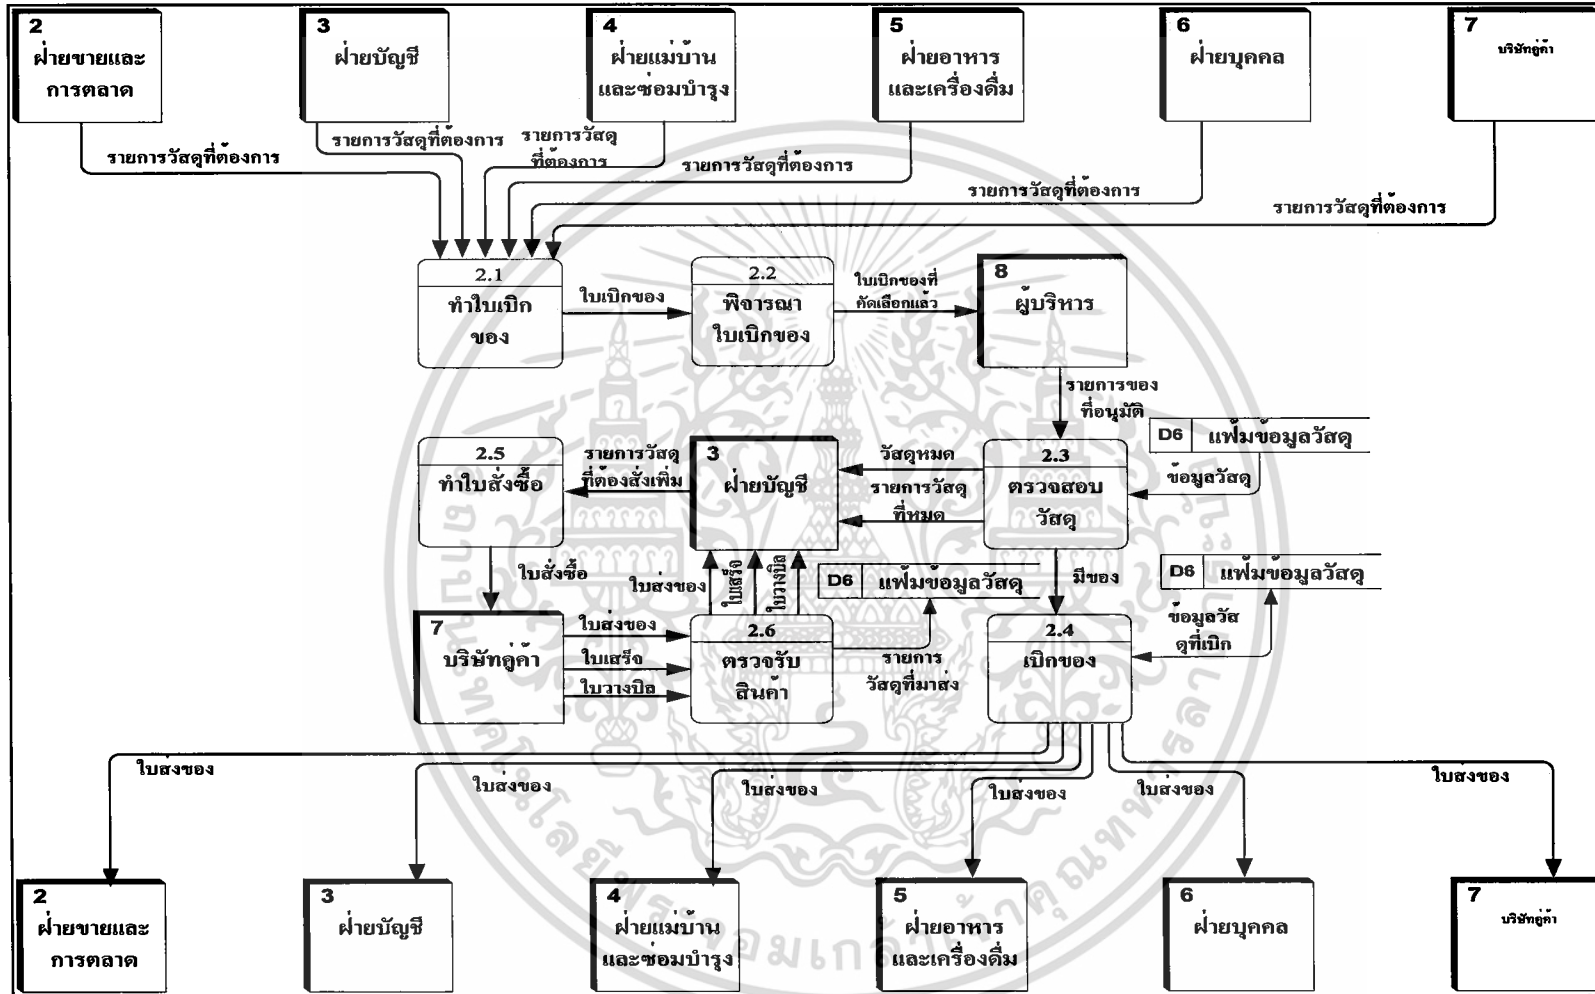 2
ฝ่ายขายและ
การตลาด
3
ฝ่ายบัญชี
4
ฝ่ายแม่บ้าน
และซ่อมบำรุง
5
ฝ่ายอาหาร
และเครื่องดื่ม
6
ฝ่ายบุคคล
7
บริษัทคู่ค้า
รายการวัสดุที่ต้องการ
รายการวัสดุที่ต้องการ
รายการวัสดุ
ที่ต้องการ
รายการวัสดุที่ต้องการ
รายการวัสดุที่ต้องการ
รายการวัสดุที่ต้องการ
2.1
ทำใบเบิก
ของ
ใบเบิกของ
2.2
พิจารณา
ใบเบิกของ
ใบเบิกของที่
คัดเลือกแล้ว
8
ผู้บริหาร
รายการของ
ที่อนุมัติ
D6 แฟ้มข้อมูลวัสดุ
ข้อมูลวัสดุ
2.5
ทำใบสั่งซื้อ
รายการวัสดุ
ที่ต้องสั่งเพิ่ม
3
ฝ่ายบัญชี
วัสดุหมด
รายการวัสดุ
ที่หมด
2.3
ตรวจสอบ
วัสดุ
ใบสั่งซื้อ
ใบส่งของ
ใบเสร็จ
ใบวางบิล
D6 แฟ้มข้อมูลวัสดุ
มีของ
D6 แฟ้มข้อมูลวัสดุ
7
บริษัทคู่ค้า
ใบส่งของ
ใบเสร็จ
ใบวางบิล
2.6
ตรวจรับ
สินค้า
รายการ
วัสดุที่มาส่ง
2.4
เบิกของ
ข้อมูลวัส
ดุที่เบิก
ใบส่งของ
ใบส่งของ
ใบส่งของ
ใบส่งของ
ใบส่งของ
ใบส่งของ
2
ฝ่ายขายและ
การตลาด
3
ฝ่ายบัญชี
4
ฝ่ายแม่บ้าน
และซ่อมบำรุง
5
ฝ่ายอาหาร
และเครื่องดื่ม
6
ฝ่ายบุคคล
7
บริษัทคู่ค้า